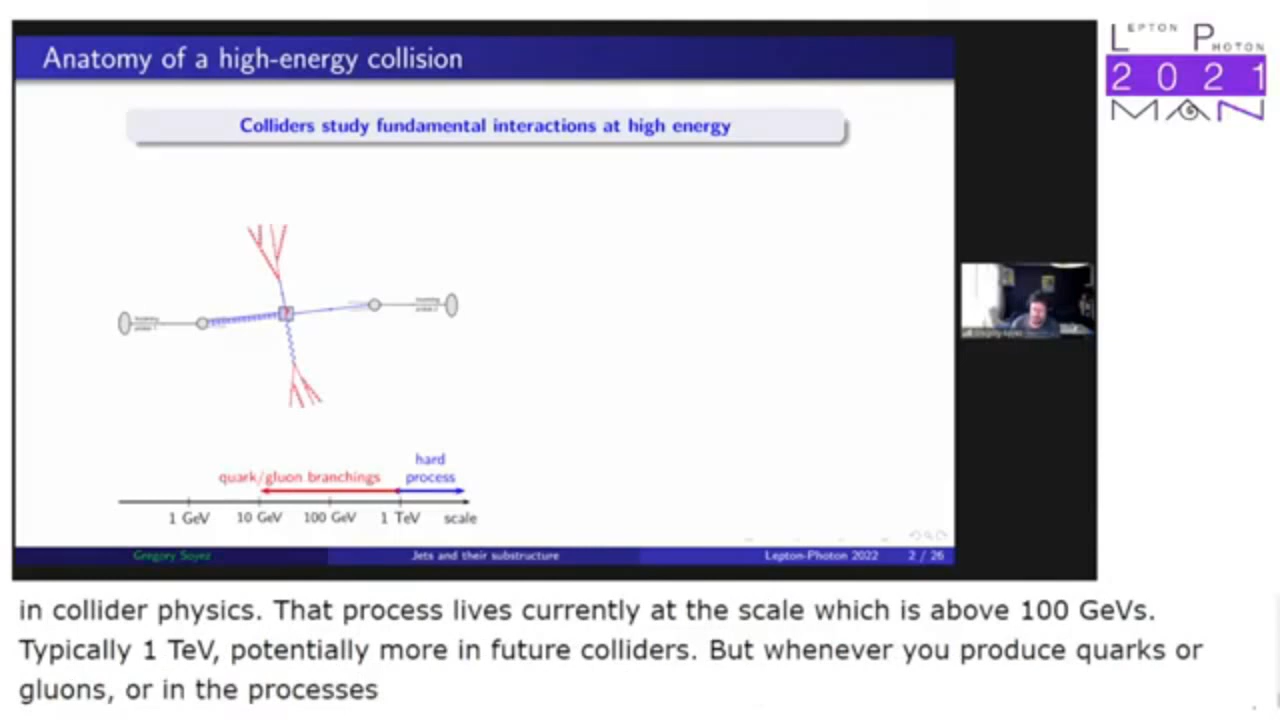 Anatomy of a high-energy collision
LEPTON PHOTON
2021
MAN
Colliders study fundamental interactions at high energy
hard
quark/gluon branchings process
1 GeV 10 GeV 100 GeV 1 TeV scale
Gregory Soyez Jets and their substructure Lepton-Photon 2022 2 / 26
in collider physics. That process lives currently at the scale which is above 100 GeVs.
Typically 1 TeV, potentially more in future colliders. But whenever you produce quarks or
gluons, or in the processes